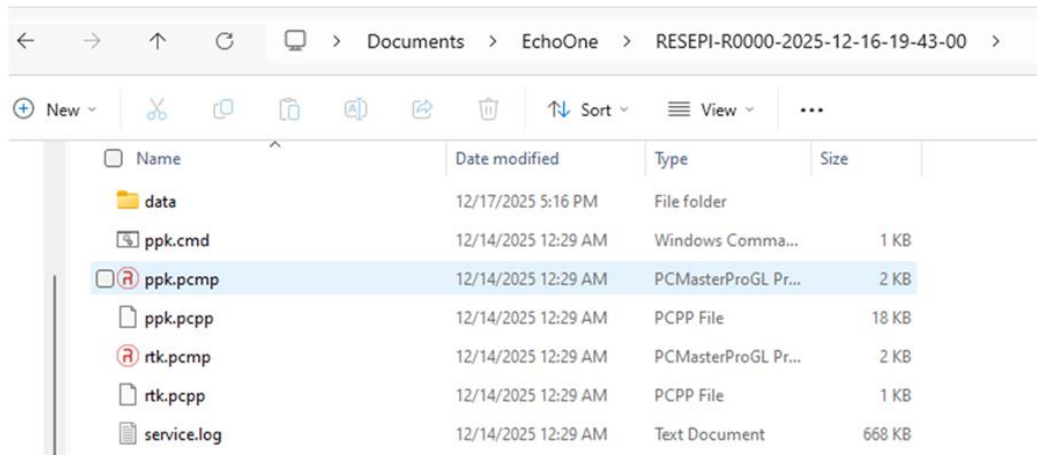 Documents > EchoOne > RESEPI-R0000-2025-12-16-19-43-00 >
New Sort View ...
Name Date modified Type Size
data 12/17/2025 5:16 PM File folder
ppk.cmd 12/14/2025 12:29 AM Windows Comma... 1 KB
ppk.pcmp 12/14/2025 12:29 AM PCMasterProGL Pr... 2 KB
ppk.pcpp 12/14/2025 12:29 AM PCPP File 18 KB
rtk.pcmp 12/14/2025 12:29 AM PCMasterProGL Pr... 2 KB
rtk.pcpp 12/14/2025 12:29 AM PCPP File 1 KB
service.log 12/14/2025 12:29 AM Text Document 668 KB